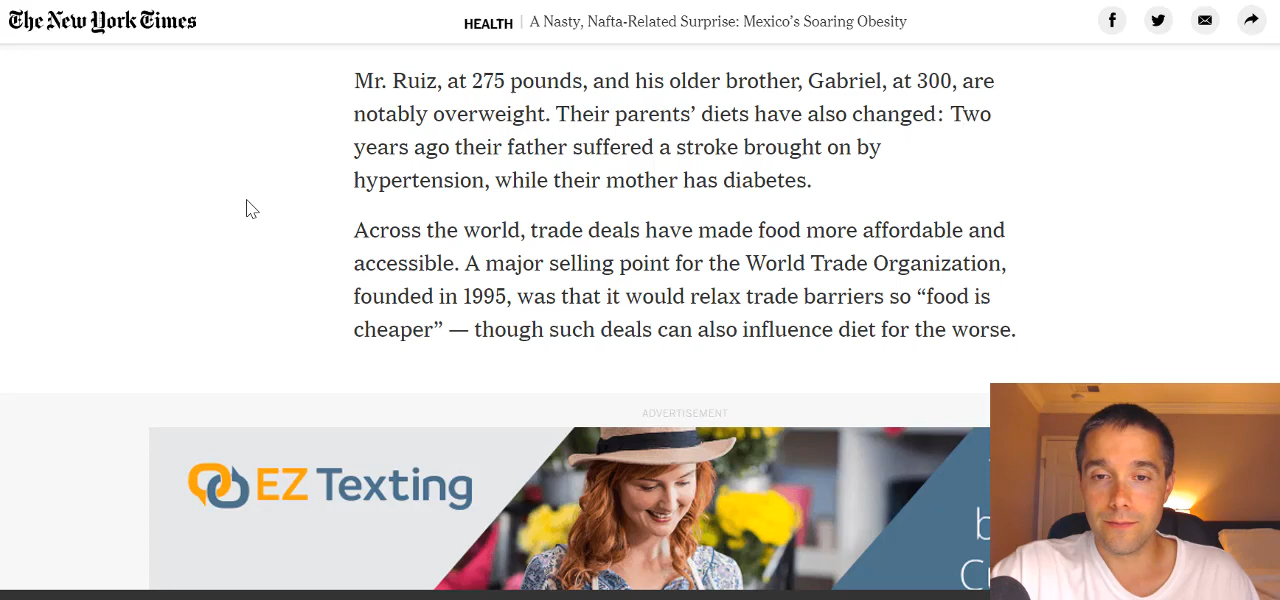 The New York Times
HEALTH | A Nasty, Nafta-Related Surprise: Mexico’s Soaring Obesity
Mr. Ruiz, at 275 pounds, and his older brother, Gabriel, at 300, are
notably overweight. Their parents’ diets have also changed: Two
years ago their father suffered a stroke brought on by
hypertension, while their mother has diabetes.
Across the world, trade deals have made food more affordable and
accessible. A major selling point for the World Trade Organization,
founded in 1995, was that it would relax trade barriers so “food is
cheaper” — though such deals can also influence diet for the worse.
ADVERTISEMENT
EZ Texting